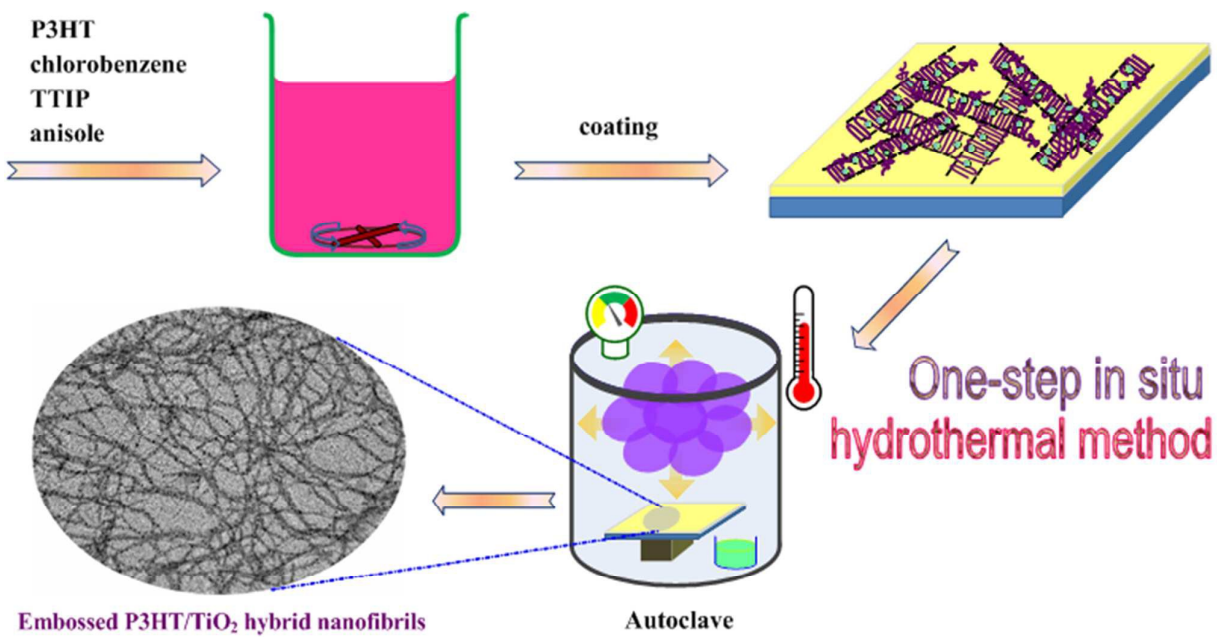 P3HT
chlorobenzene
TTIP
anisole
coating
One-step in situ
hydrothermal method
Embossed P3HT/TiO₂ hybrid nanofibrils
Autoclave